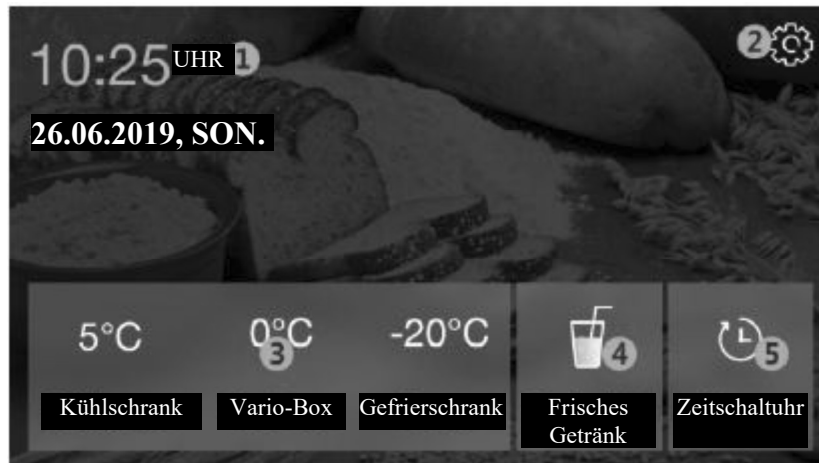 10:25 UHR 1
2
26.06.2019, SON.
5°C 0°C -20°C
3 4 5
Kühlschrank Vario-Box Gefrierschrank Frisches Getränk Zeitschaltuhr